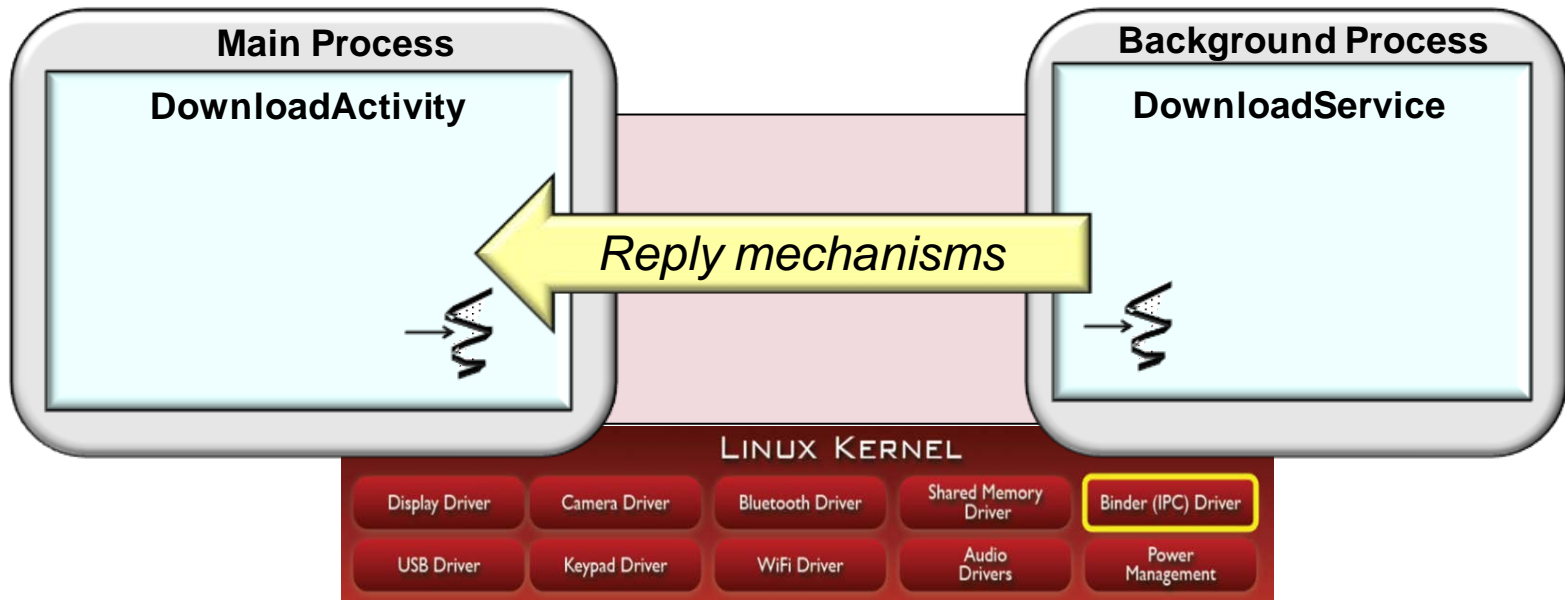 Main Process
Background Process
DownloadActivity
DownloadService
Reply mechanisms
LINUX KERNEL
Display Driver
Camera Driver
Bluetooth Driver
Shared Memory
Driver
Binder (IPC) Driver
USB Driver
Keypad Driver
WiFi Driver
Audio
Drivers
Power
Management